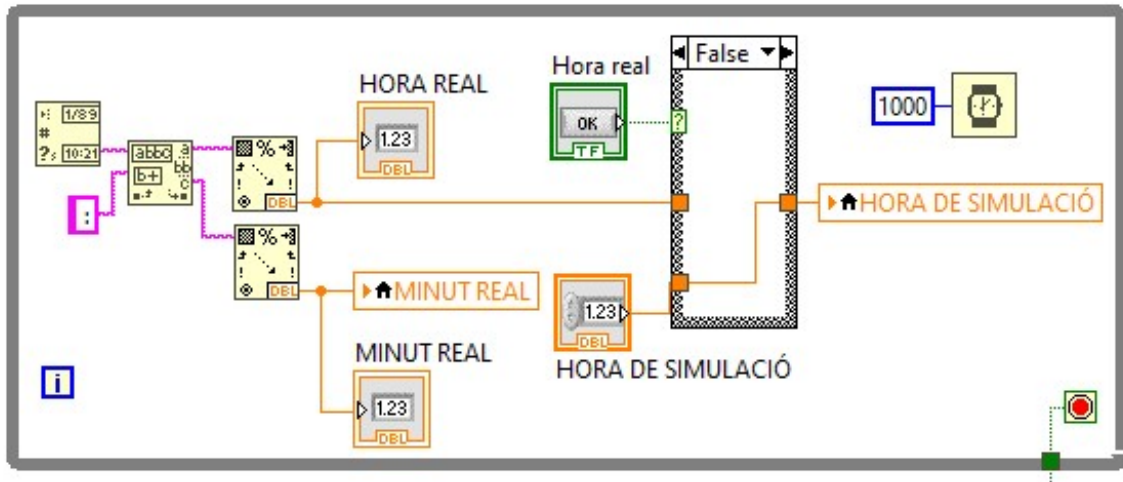 False
Hora real
HORA REAL
1/89
#
?s 10:21
abbc
a
b+
bb
c
:
%
DBL
1.23
DBL
OK
TF
1000
HORA DE SIMULACIÓ
%
DBL
MINUT REAL
1.23
DBL
HORA DE SIMULACIÓ
MINUT REAL
1.23
DBL
i